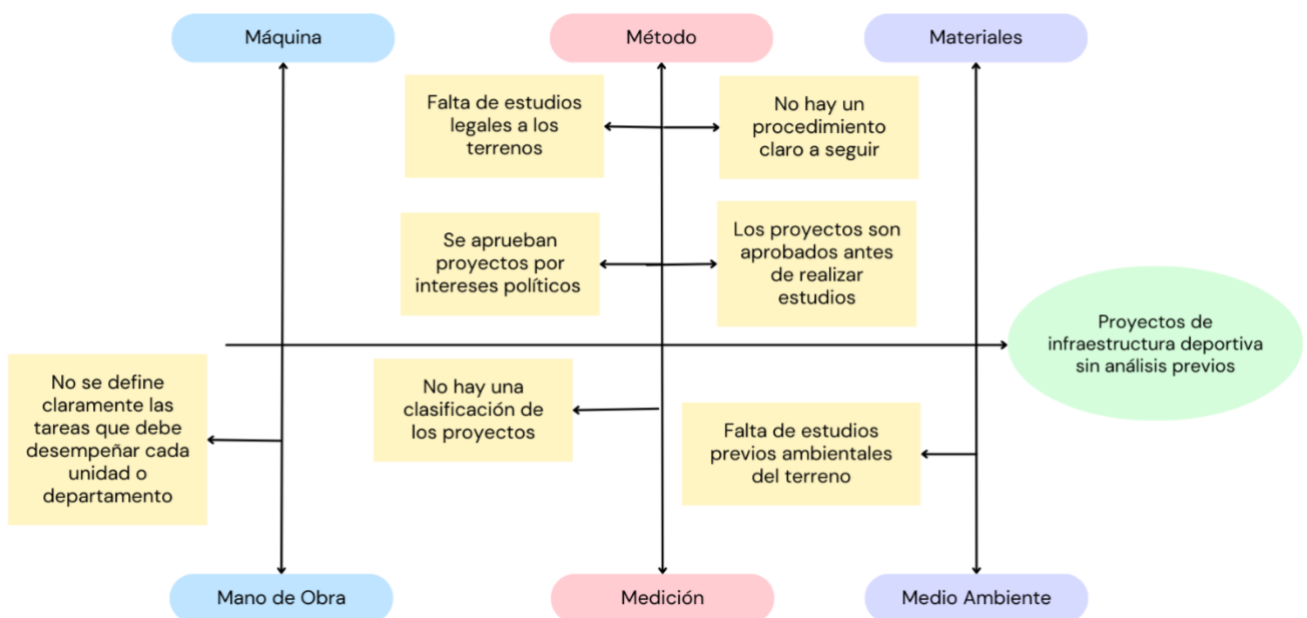 Máquina
Método
Materiales
Falta de estudios
legales a los
terrenos
No hay un
procedimiento
claro a seguir
Se aprueban
proyectos por
intereses políticos
Los proyectos son
aprobados antes
de realizar
estudios
Proyectos de
infraestructura deportiva
sin análisis previos
No se define
claramente las
tareas que debe
desempeñar cada
unidad o
departamento
No hay una
clasificación de
los proyectos
Falta de estudios
previos ambientales
del terreno
Mano de Obra
Medición
Medio Ambiente